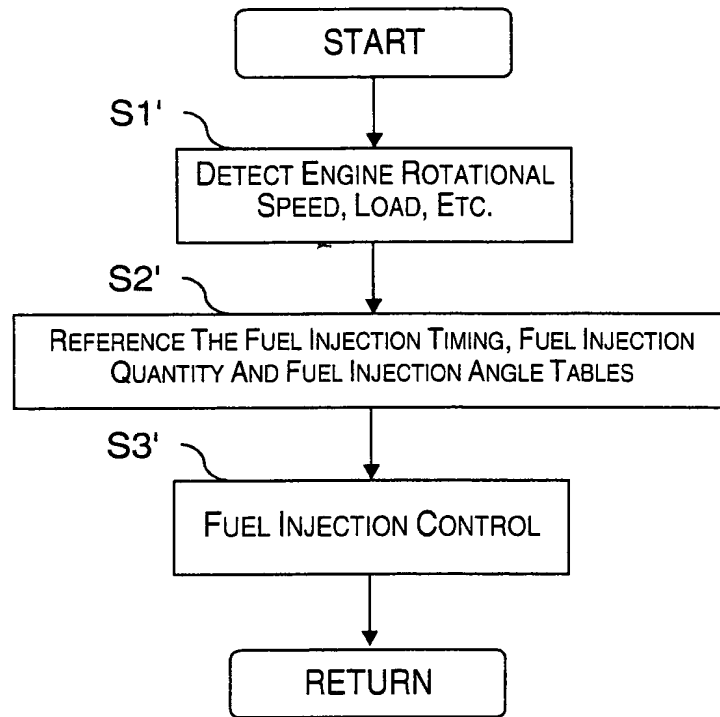 START
S1'
DETECT ENGINE ROTATIONAL
SPEED, LOAD, ETC.
S2'
REFERENCE THE FUEL INJECTION TIMING, FUEL INJECTION
QUANTITY AND FUEL INJECTION ANGLE TABLES
S3'
FUEL INJECTION CONTROL
RETURN